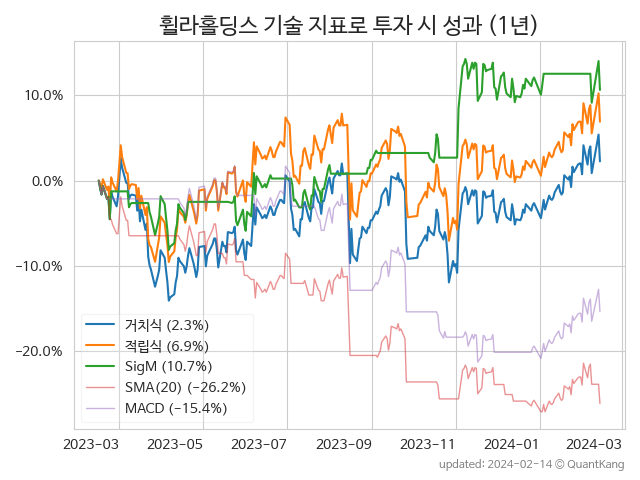 휠라홀딩스 기술 지표로 투자 시 성과 (1년)
10.0%
0.0%
−10.0%
−20.0%
거치식 (2.3%)
적립식 (6.9%)
SigM (10.7%)
SMA(20) (−26.2%)
MACD (−15.4%)
2023-03 2023-05 2023-07 2023-09 2023-11 2024-01 2024-03
updated: 2024-02-14 © QuantKang